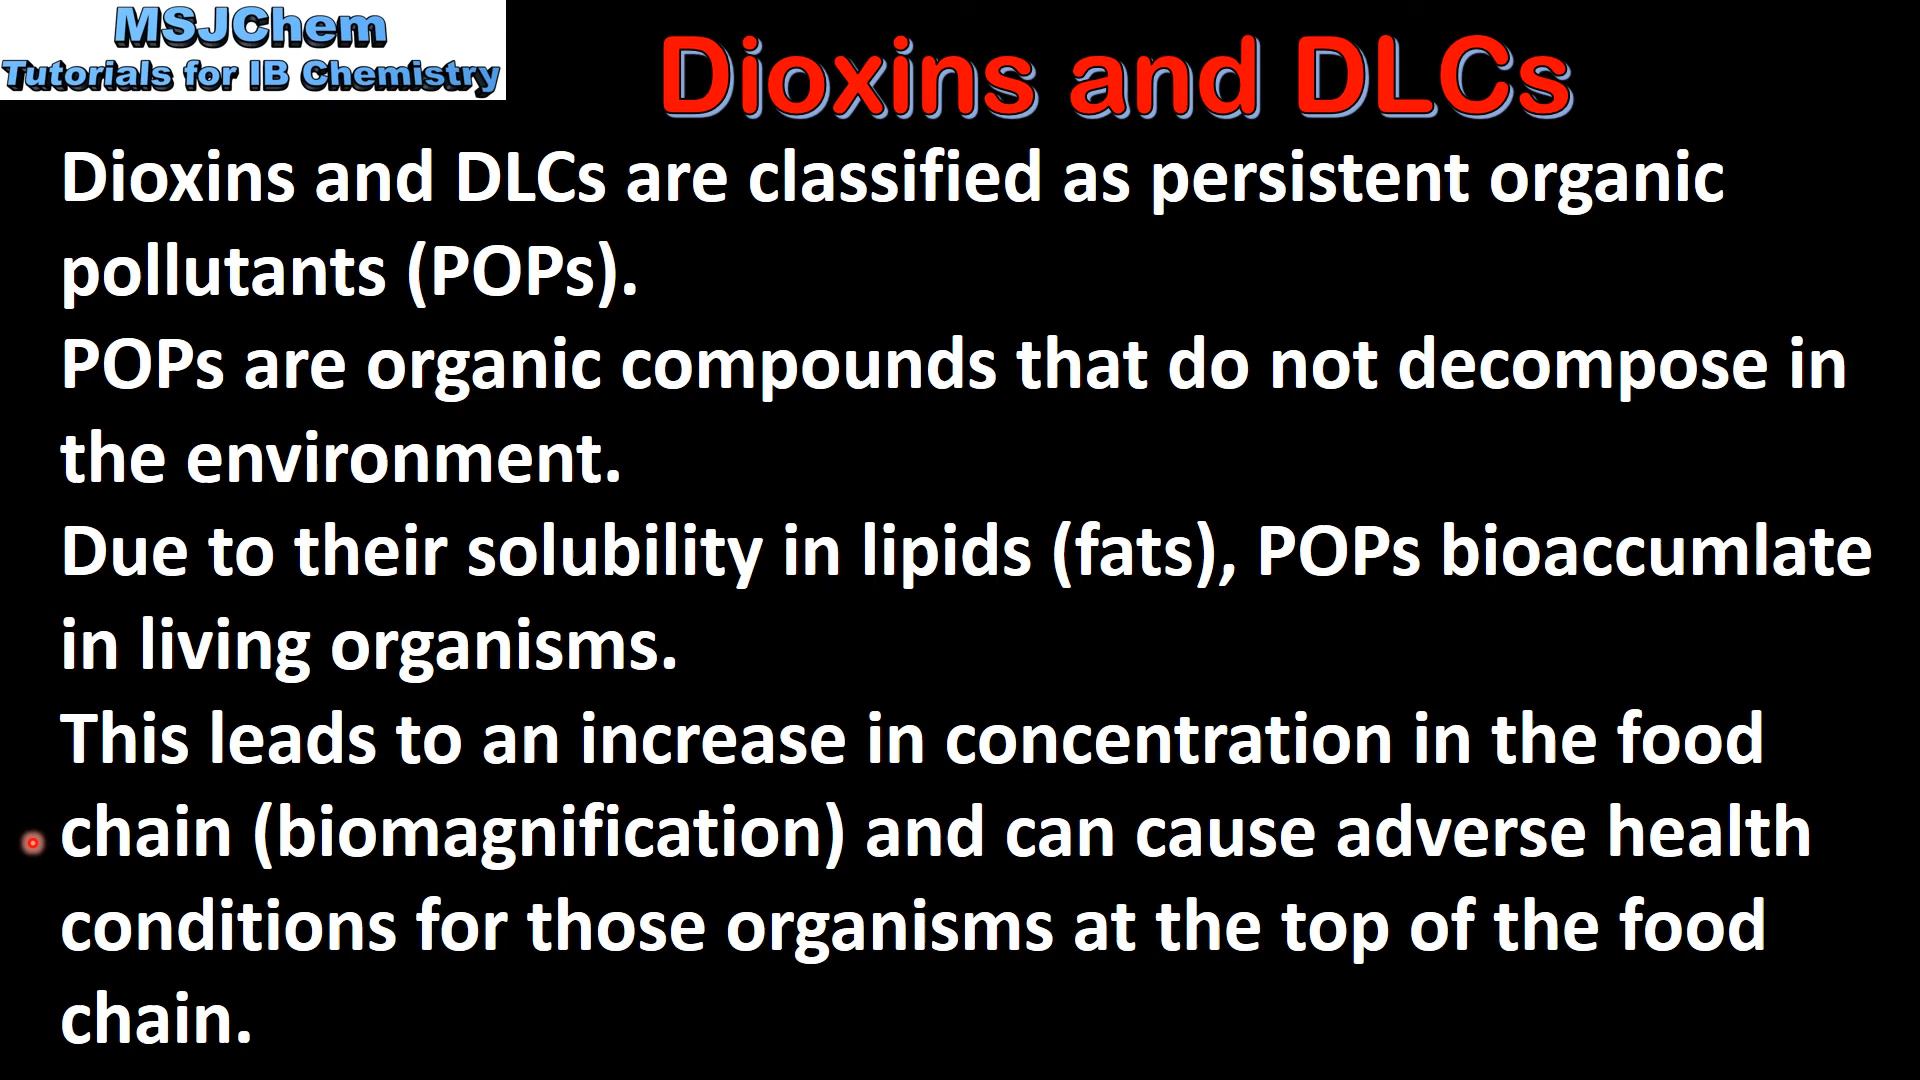 MSJChem
Tutorials for IB Chemistry
Dioxins and DLCs
Dioxins and DLCs are classified as persistent organic
pollutants (POPs).
POPs are organic compounds that do not decompose in
the environment.
Due to their solubility in lipids (fats), POPs bioaccumlate
in living organisms.
This leads to an increase in concentration in the food
chain (biomagnification) and can cause adverse health
conditions for those organisms at the top of the food
chain.